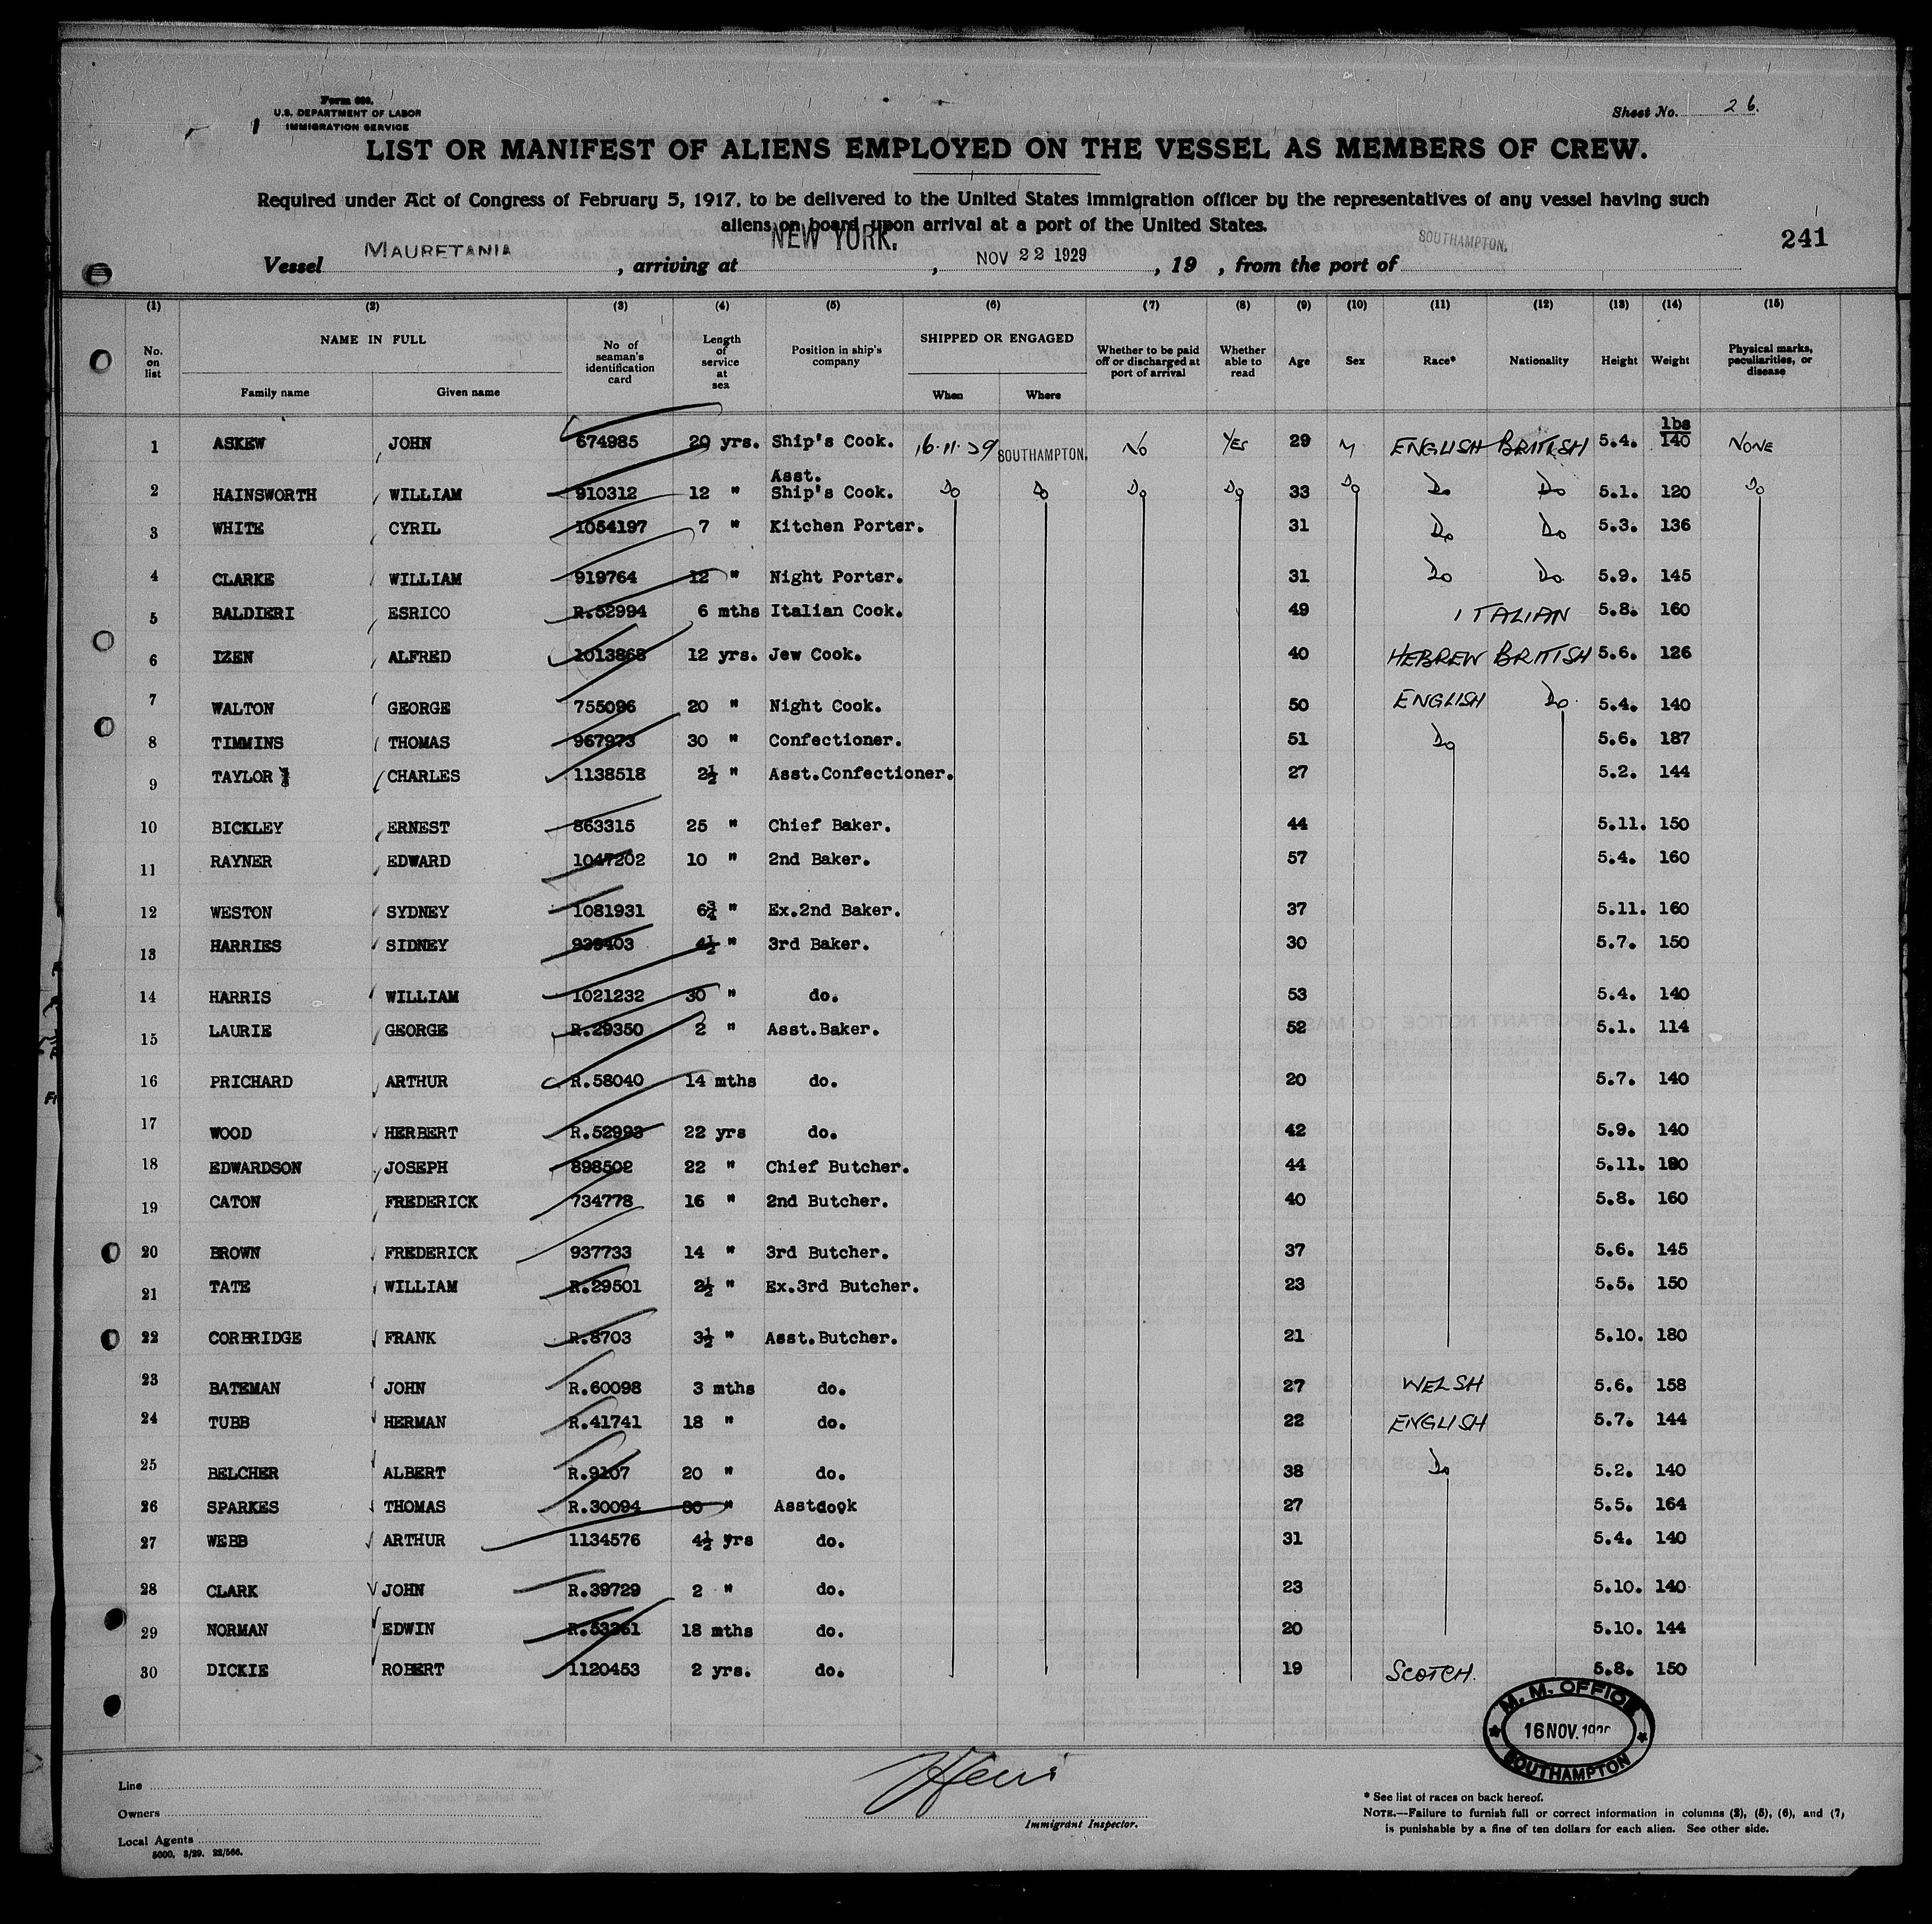 Form 689.
U.S. DEPARTMENT OF LABOR
IMMIGRATION SERVICE
Sheet No. 26.
LIST OR MANIFEST OF ALIENS EMPLOYED ON THE VESSEL AS MEMBERS OF CREW.
Required under Act of Congress of February 5, 1917, to be delivered to the United States immigration officer by the representatives of any vessel having such
aliens on board upon arrival at a port of the United States.
241
Vessel MAURETANIA, arriving at NEW YORK., NOV 22 1929, 19 , from the port of SOUTHAMPTON.
(1) (2) (3) (4) (5) (6) (7) (8) (9) (10) (11) (12) (13) (14) (15)
No. on list NAME IN FULL Family name Given name No of seaman's identification card Length of service at sea Position in ship's company SHIPPED OR ENGAGED When Where Whether to be paid off or discharged at port of arrival Whether able to read Age Sex Race* Nationality Height Weight Physical marks, peculiarities, or disease
1 ASKEW JOHN 674985 20 yrs. Ship's Cook. 16.11.29 SOUTHAMPTON. No YES 29 M ENGLISH BRITISH 5.4. lbs 140 NONE
2 HAINSWORTH WILLIAM 910312 12 " Asst. Ship's Cook. Do Do Do Do 33 Do Do Do 5.1. 120 Do
3 WHITE CYRIL 1054197 7 " Kitchen Porter. 31 Do Do 5.3. 136
4 CLARKE WILLIAM 919764 12 " Night Porter. 31 Do Do. 5.9. 145
5 BALDIERI ESRICO R.52994 6 mths Italian Cook. 49 ITALIAN 5.8. 160
6 IZEN ALFRED 1013868 12 yrs. Jew Cook. 40 HEBREW BRITISH 5.6. 126
7 WALTON GEORGE 755096 20 " Night Cook. 50 ENGLISH Do. 5.4. 140
8 TIMMINS THOMAS 967973 30 " Confectioner. 51 Do 5.6. 187
9 TAYLOR CHARLES 1138518 2½ " Asst.Confectioner. 27 5.2. 144
10 BICKLEY ERNEST 863315 25 " Chief Baker. 44 5.11. 150
11 RAYNER EDWARD 1047202 10 " 2nd Baker. 57 5.4. 160
12 WESTON SYDNEY 1081931 6¾ " Ex.2nd Baker. 37 5.11. 160
13 HARRIES SIDNEY 938403 4½ " 3rd Baker. 30 5.7. 150
14 HARRIS WILLIAM 1021232 30 " do. 53 5.4. 140
15 LAURIE GEORGE R.29350 2 " Asst.Baker. 52 5.1. 114
16 PRICHARD ARTHUR R.58040 14 mths do. 20 5.7. 140
17 WOOD HERBERT R.52993 22 yrs do. 42 5.9. 140
18 EDWARDSON JOSEPH 898502 22 " Chief Butcher. 44 5.11. 190
19 CATON FREDERICK 734778 16 " 2nd Butcher. 40 5.8. 160
20 BROWN FREDERICK 937733 14 " 3rd Butcher. 37 5.6. 145
21 TATE WILLIAM R.29501 2½ " Ex.3rd Butcher. 23 5.5. 150
22 CORBRIDGE FRANK R.8703 3½ " Asst.Butcher. 21 5.10. 180
23 BATEMAN JOHN R.60098 3 mths do. 27 WELSH 5.6. 158
24 TUBB HERMAN R.41741 18 " do. 22 ENGLISH 5.7. 144
25 BELCHER ALBERT R.9107 20 " do. 38 Do 5.2. 140
26 SPARKES THOMAS R.30094 30 " Asstdook 27 5.5. 164
27 WEBB ARTHUR 1134576 4½ yrs do. 31 5.4. 140
28 CLARK JOHN R.39729 2 " do. 23 5.10. 140
29 NORMAN EDWIN R.53261 18 mths do. 20 5.10. 144
30 DICKIE ROBERT 1120453 2 yrs. do. 19 SCOTCH. 5.8. 150
M. M. OFFICE
16 NOV.
SOUTHAMPTON
Line
Owners
Local Agents
5000. 3/29. 22/566.
Immigrant Inspector.
* See list of races on back hereof.
NOTE.—Failure to furnish full or correct information in columns (2), (5), (6), and (7)
is punishable by a fine of ten dollars for each alien. See other side.